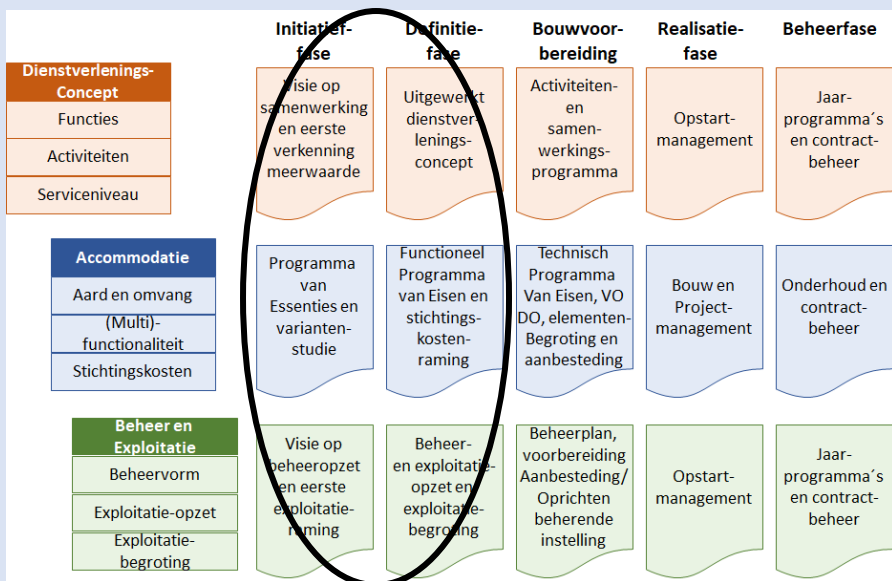 Initiatief-
fase
Definitie-
fase
Bouwvoor-
bereiding
Realisatie-
fase
Beheerfase
Dienstverlenings-
Concept
Functies
Activiteiten
Serviceniveau
Visie op
samenwerking
en eerste
verkenning
meerwaarde
Uitgewerkt
dienstver-
lenings-
concept
Activiteiten-
en
samen-
werkings-
programma
Opstart-
management
Jaar-
programma´s
en contract-
beheer
Accommodatie
Aard en omvang
(Multi)-
functionaliteit
Stichtingskosten
Programma
van
Essenties en
varianten-
studie
Functioneel
Programma
van Eisen en
stichtings-
kosten-
raming
Technisch
Programma
Van Eisen, VO
DO, elementen-
Begroting en
aanbesteding
Bouw en
Project-
management
Onderhoud en
contract-
beheer
Beheer en
Exploitatie
Beheervorm
Exploitatie-opzet
Exploitatie-
begroting
Visie op
beheeropzet
en eerste
exploitatie-
raming
Beheer-
en exploitatie-
opzet en
exploitatie-
begroting
Beheerplan,
voorbereiding
Aanbesteding/
Oprichten
beherende
instelling
Opstart-
management
Jaar-
programma´s
en contract-
beheer